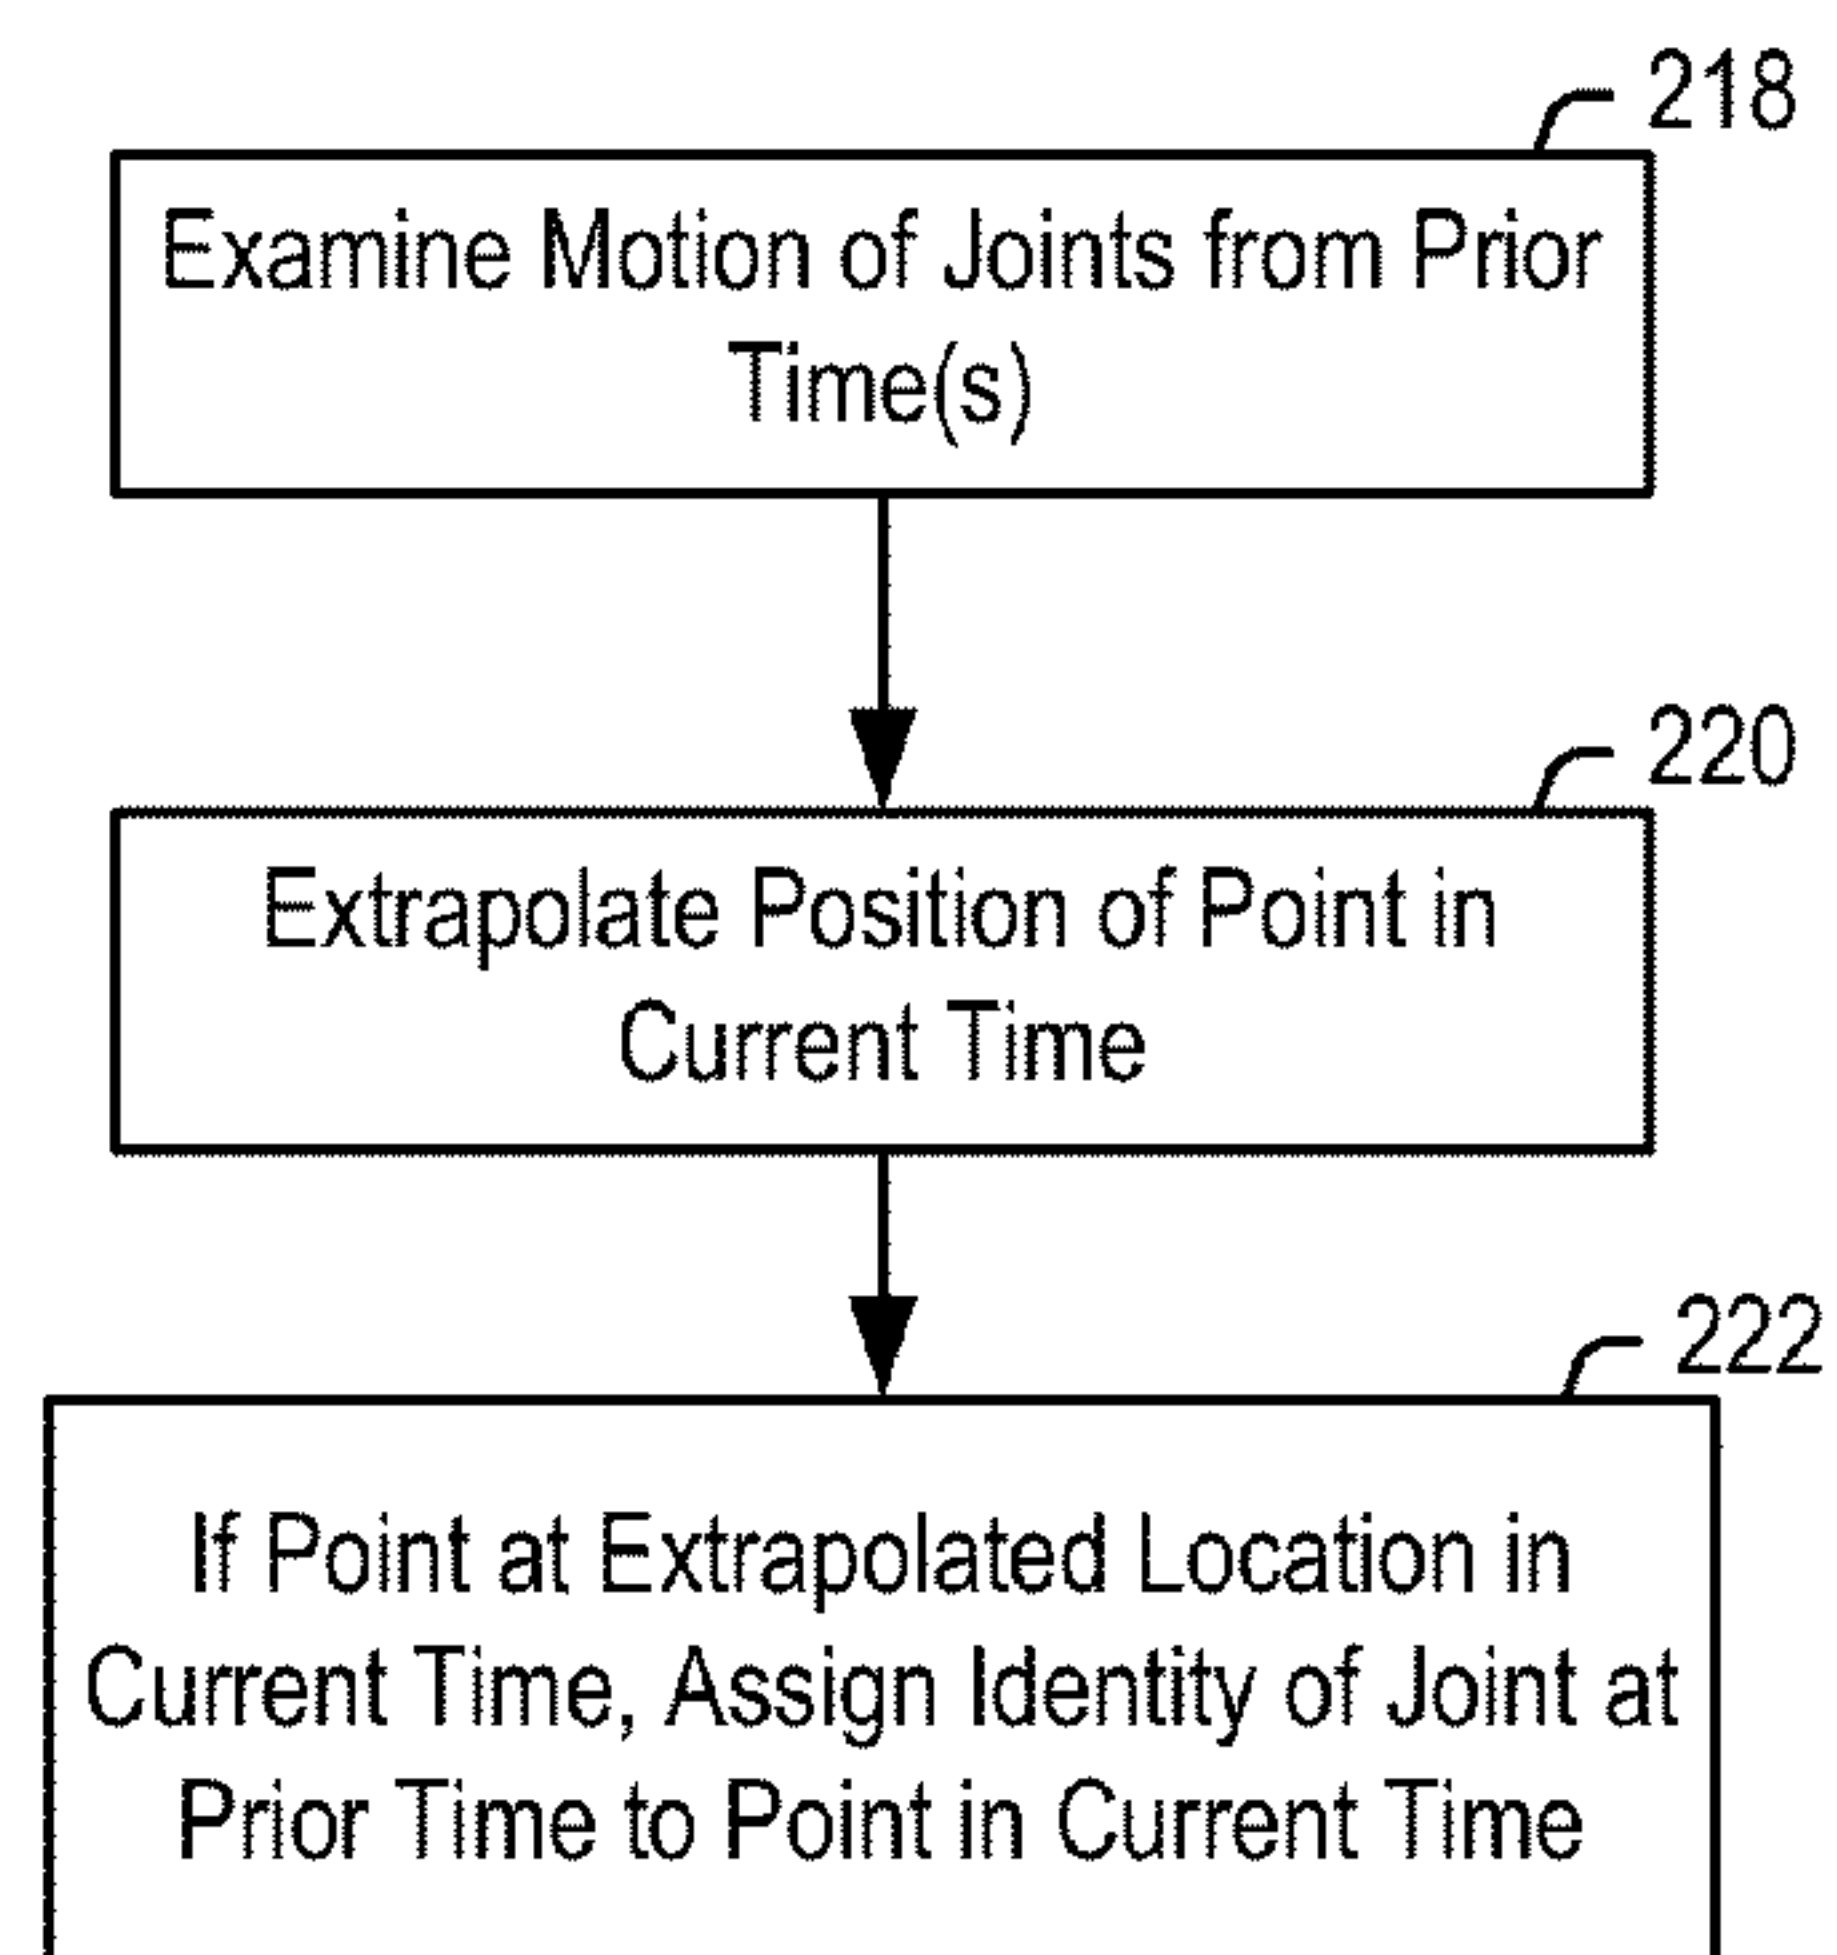 218
Examine Motion of Joints from Prior
Time(s)
220
Extrapolate Position of Point in
Current Time
222
If Point at Extrapolated Location in
Current Time, Assign Identity of Joint at
Prior Time to Point in Current Time